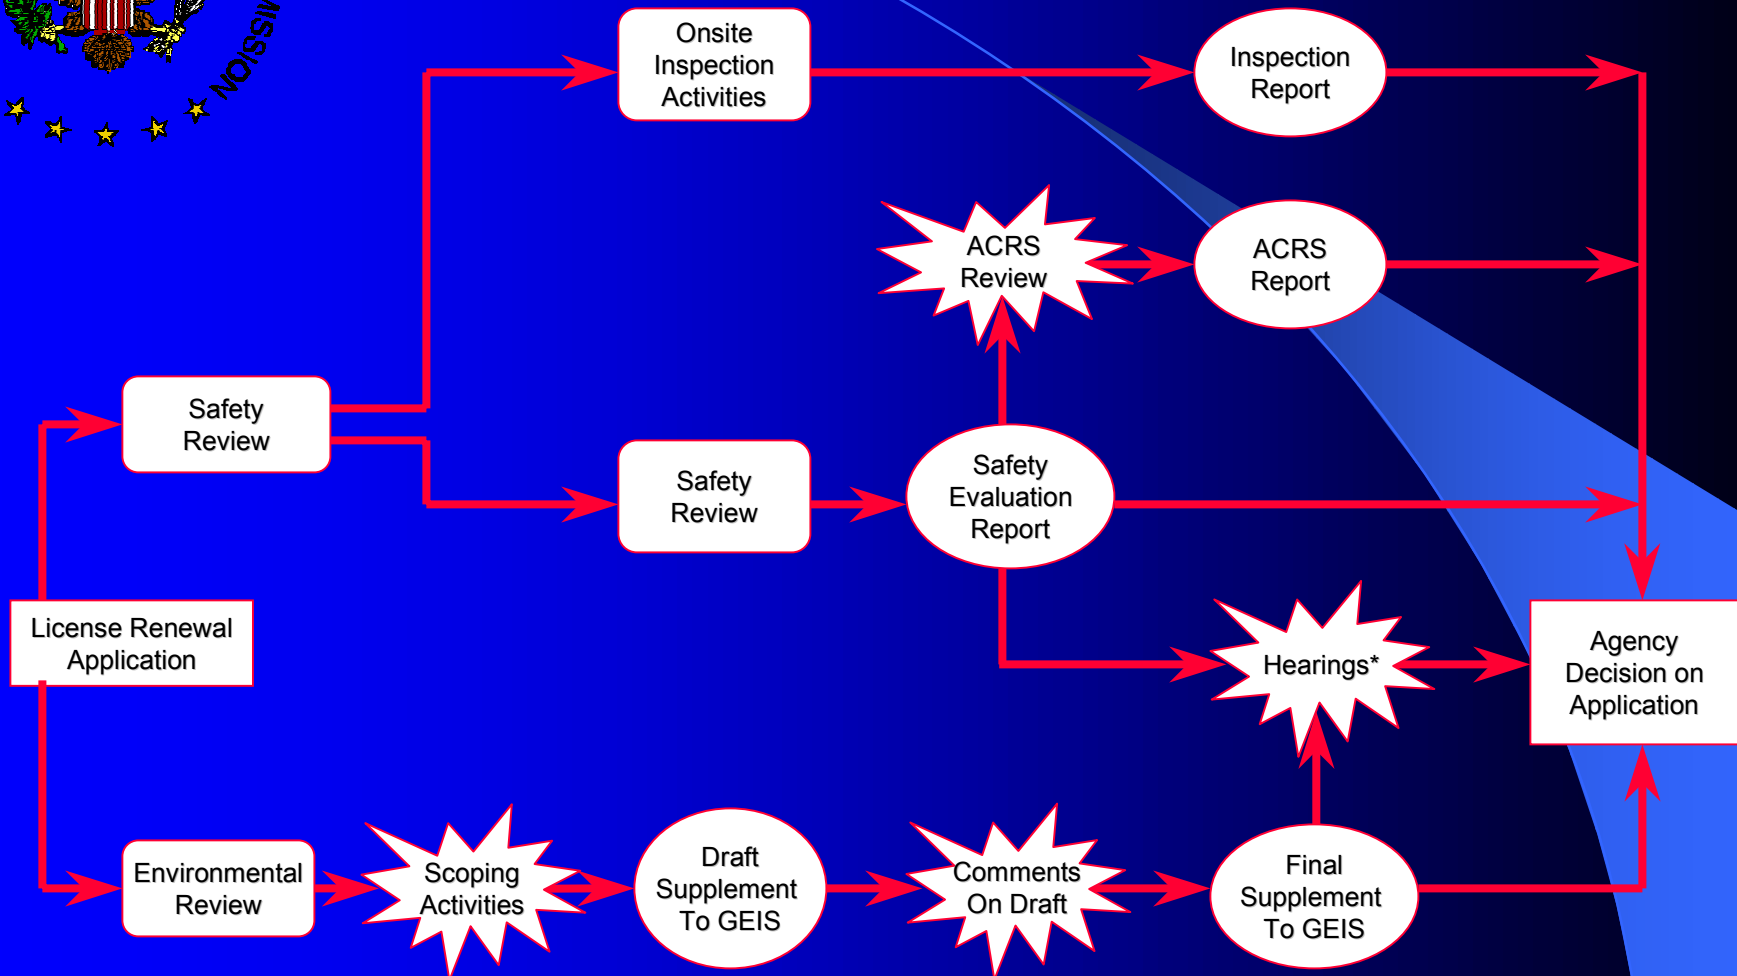 MISSION
Onsite
Inspection
Activities
Inspection
Report
ACRS
Review
ACRS
Report
Safety
Review
Safety
Review
Safety
Evaluation
Report
License Renewal
Application
Hearings*
Agency
Decision on
Application
Environmental
Review
Scoping
Activities
Draft
Supplement
To GEIS
Comments
On Draft
Final
Supplement
To GEIS